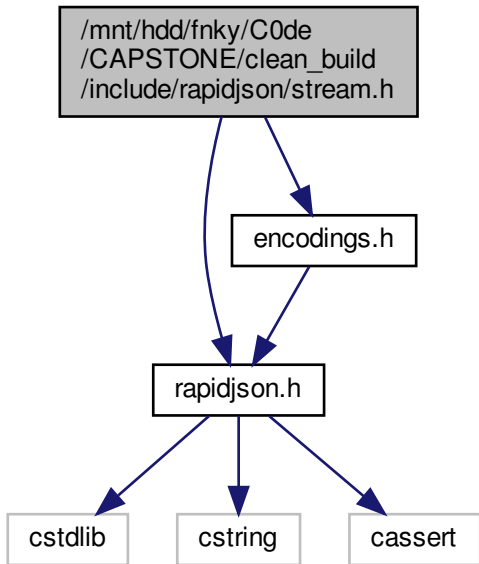 /mnt/hdd/fnky/C0de
/CAPSTONE/clean_build
/include/rapidjson/stream.h
encodings.h
rapidjson.h
cstdlib
cstring
cassert